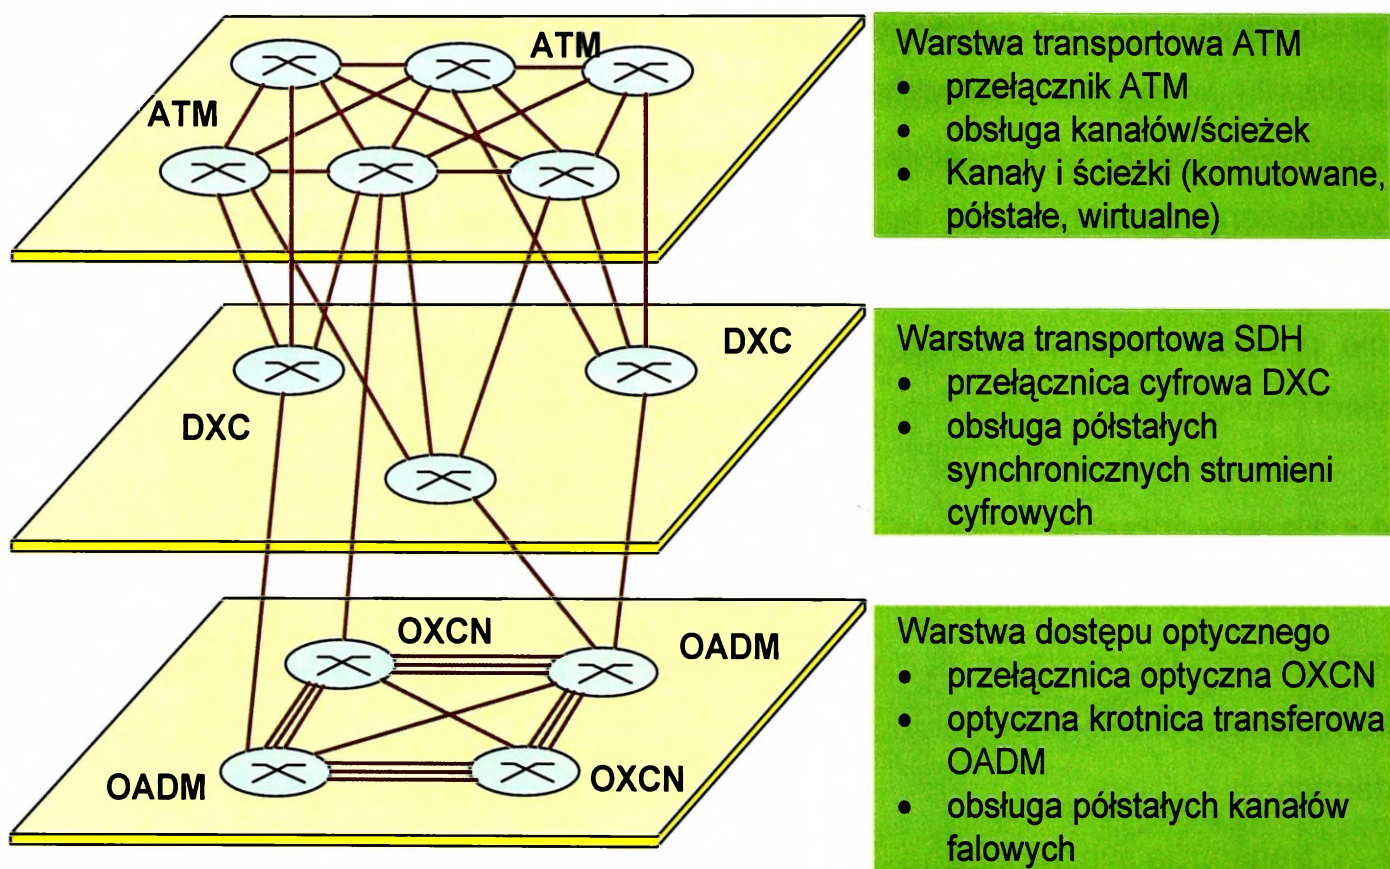 ATM
ATM
Warstwa transportowa ATM
• przełącznik ATM
• obsługa kanałów/ścieżek
• Kanały i ścieżki (komutowane,
półstałe, wirtualne)
DXC
DXC
Warstwa transportowa SDH
• przełącznica cyfrowa DXC
• obsługa półstałych
synchronicznych strumieni
cyfrowych
OXCN
OADM
OADM
OXCN
Warstwa dostępu optycznego
• przełącznica optyczna OXCN
• optyczna krotnica transferowa
OADM
• obsługa półstałych kanałów
falowych